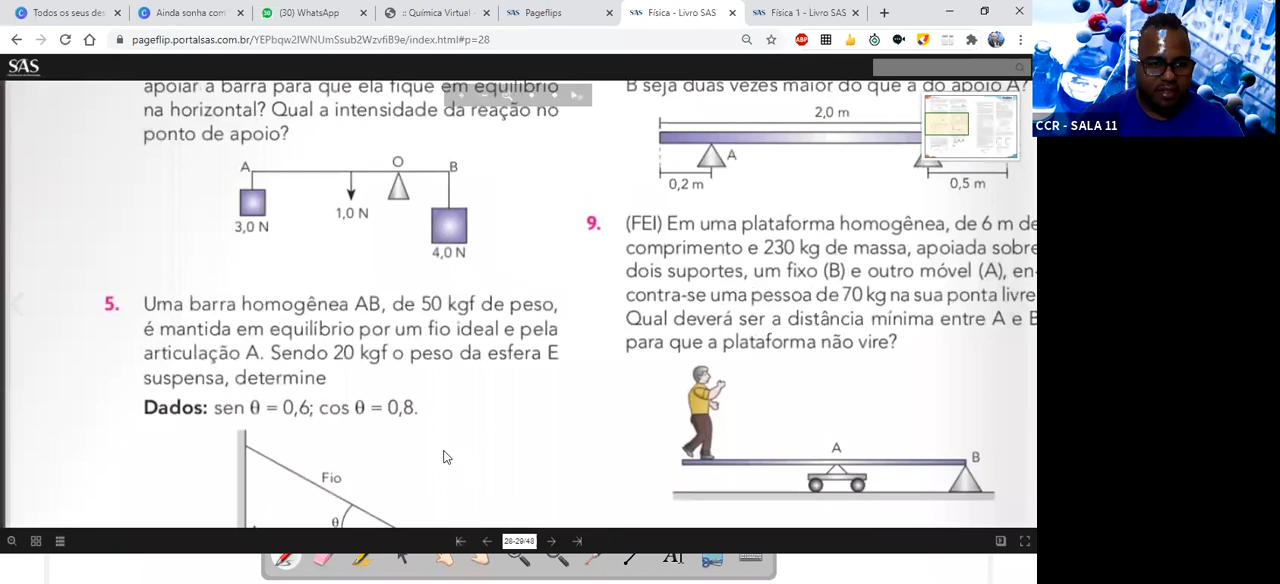 Todos os seus des
Ainda sonha com
(30) WhatsApp
:: Química Virtual -
SAS Pageflips
SAS Física - Livro SAS
SAS Física 1 - Livro SAS
pageflip.portalsas.com.br/YEPbqw2IWNUmSsub2Wzvfi89e/index.html#p=28
ABP
SAS
CCR - SALA 11
apoiar a barra para que ela fique em equilíbrio
na horizontal? Qual a intensidade da reação no
ponto de apoio?
A
O
B
3,0 N
1,0 N
4,0 N
5. Uma barra homogênea AB, de 50 kgf de peso,
é mantida em equilíbrio por um fio ideal e pela
articulação A. Sendo 20 kgf o peso da esfera E
suspensa, determine
Dados: sen θ = 0,6; cos θ = 0,8.
Fio
θ
B seja duas vezes maior do que a do apoio A?
2,0 m
A
0,2 m
0,5 m
9. (FEI) Em uma plataforma homogênea, de 6 m de
comprimento e 230 kg de massa, apoiada sobre
dois suportes, um fixo (B) e outro móvel (A), en-
contra-se uma pessoa de 70 kg na sua ponta livre
Qual deverá ser a distância mínima entre A e B
para que a plataforma não vire?
A
B
28-29/48
A